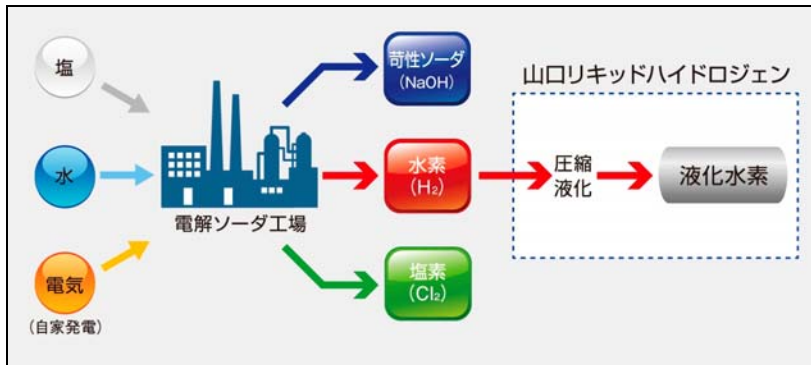 塩
水
電気
(自家発電)
電解ソーダ工場
苛性ソーダ
(NaOH)
水素
(H₂)
塩素
(Cl₂)
山口リキッドハイドロジェン
圧縮
液化
液化水素